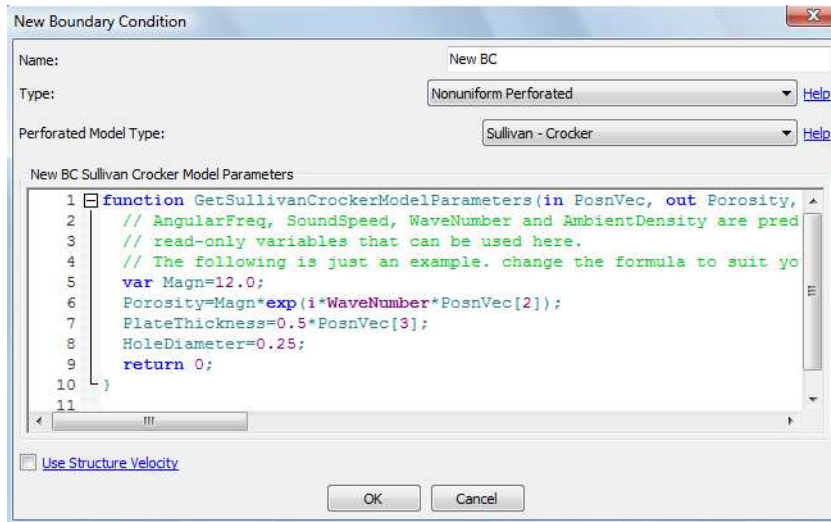 New Boundary Condition
Name:
New BC
Type:
Nonuniform Perforated
Help
Perforated Model Type:
Sullivan - Crocker
Help
New BC Sullivan Crocker Model Parameters
1 function GetSullivanCrockerModelParameters(in PosnVec, out Porosity,
2 // AngularFreq, SoundSpeed, WaveNumber and AmbientDensity are pred
3 // read-only variables that can be used here.
4 // The following is just an example. change the formula to suit yo
5 var Magn=12.0;
6 Porosity=Magn*exp(i*WaveNumber*PosnVec[2]);
7 PlateThickness=0.5*PosnVec[3];
8 HoleDiameter=0.25;
9 return 0;
10 }
11
Use Structure Velocity
OK
Cancel